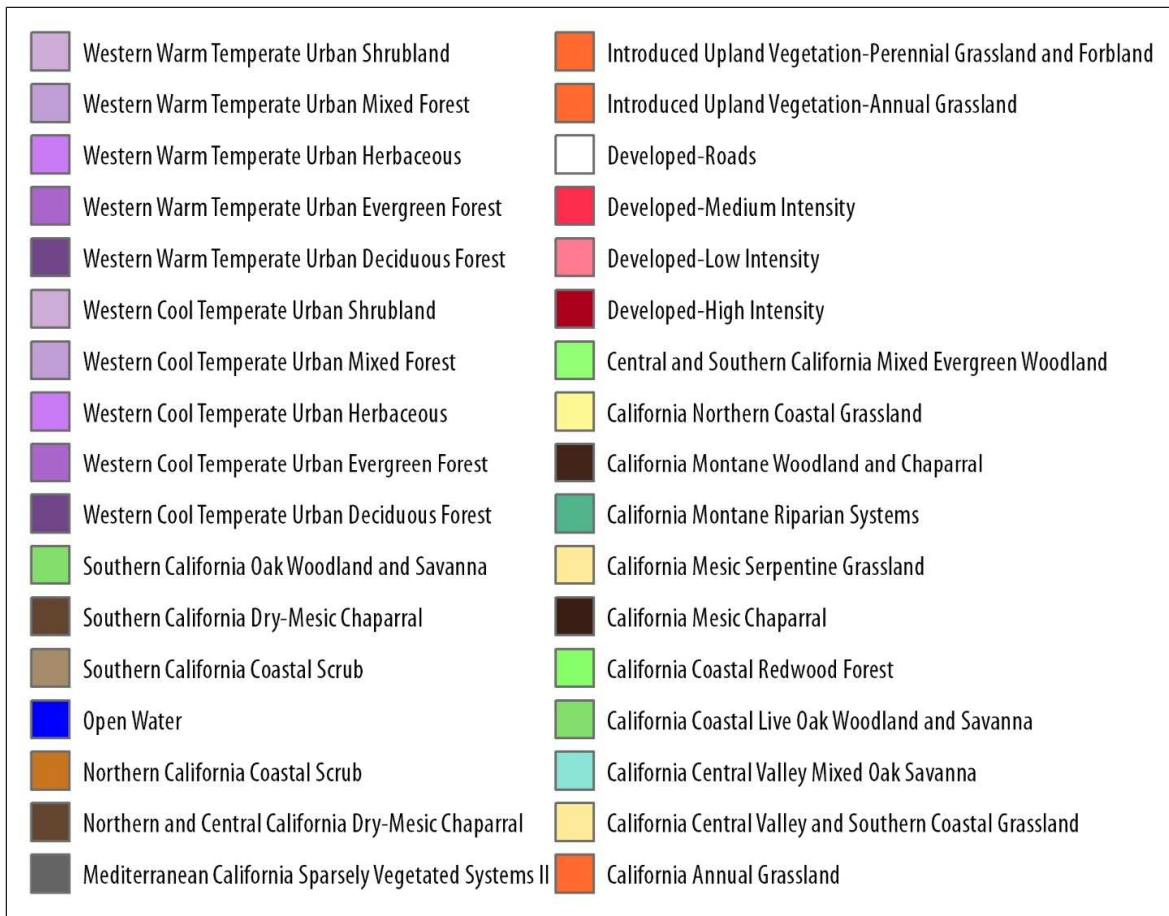 Western Warm Temperate Urban Shrubland
Western Warm Temperate Urban Mixed Forest
Western Warm Temperate Urban Herbaceous
Western Warm Temperate Urban Evergreen Forest
Western Warm Temperate Urban Deciduous Forest
Western Cool Temperate Urban Shrubland
Western Cool Temperate Urban Mixed Forest
Western Cool Temperate Urban Herbaceous
Western Cool Temperate Urban Evergreen Forest
Western Cool Temperate Urban Deciduous Forest
Southern California Oak Woodland and Savanna
Southern California Dry-Mesic Chaparral
Southern California Coastal Scrub
Open Water
Northern California Coastal Scrub
Northern and Central California Dry-Mesic Chaparral
Mediterranean California Sparsely Vegetated Systems II
Introduced Upland Vegetation-Perennial Grassland and Forbland
Introduced Upland Vegetation-Annual Grassland
Developed-Roads
Developed-Medium Intensity
Developed-Low Intensity
Developed-High Intensity
Central and Southern California Mixed Evergreen Woodland
California Northern Coastal Grassland
California Montane Woodland and Chaparral
California Montane Riparian Systems
California Mesic Serpentine Grassland
California Mesic Chaparral
California Coastal Redwood Forest
California Coastal Live Oak Woodland and Savanna
California Central Valley Mixed Oak Savanna
California Central Valley and Southern Coastal Grassland
California Annual Grassland